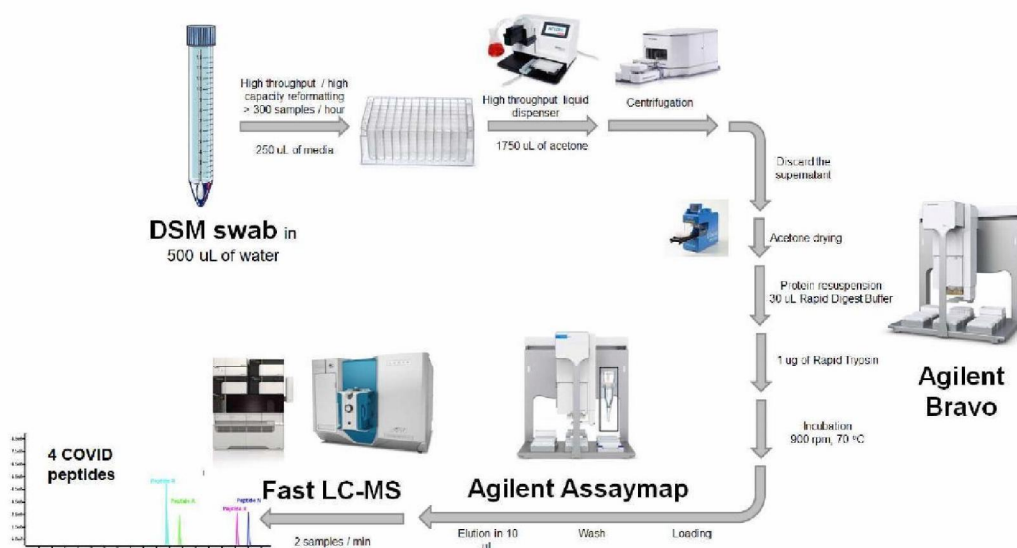 High throughput / high
capacity reformatting
> 300 samples / hour
250 uL of media
High throughput liquid
dispenser
1750 uL of acetone
Centrifugation
Discard the
supernatant
DSM swab in
500 uL of water
Acetone drying
Protein resuspension
30 uL Rapid Digest Buffer
1 ug of Rapid Tryosin
Agilent
Bravo
Incubation
900 rpm, 70 °C
4 COVID
peptides
Fast LC-MS
2 samples / min
Agilent Assaymap
Elution in 10
uL
Wash
Loading